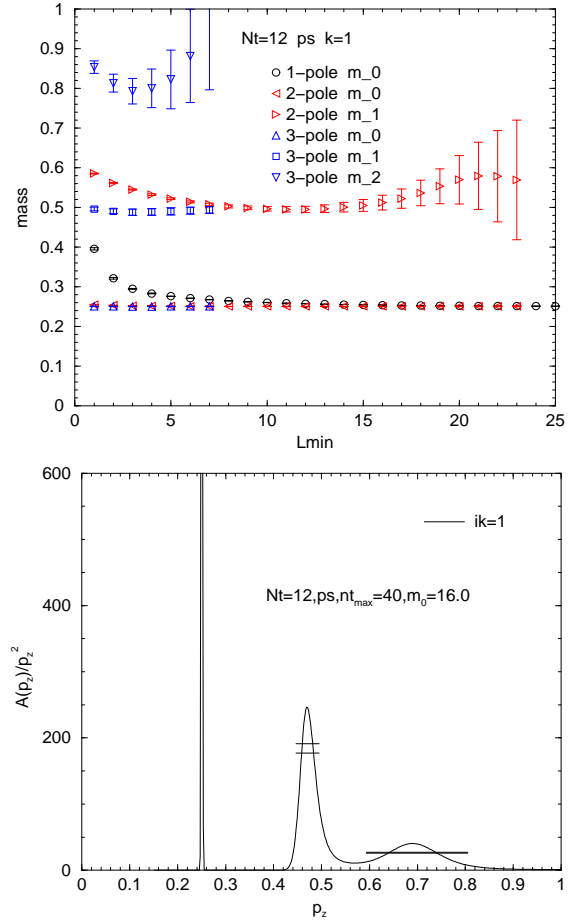 1
0.9
0.8
0.7
0.6
0.5
0.4
0.3
0.2
0.1
0
mass
Nt=12 ps k=1
1-pole m_0
2-pole m_0
2-pole m_1
3-pole m_0
3-pole m_1
3-pole m_2
0 5 10 15 20 25
Lmin
600
400
200
0
A(p_z)/p_z^2
ik=1
Nt=12,ps,nt_max=40,m_0=16.0
0 0.1 0.2 0.3 0.4 0.5 0.6 0.7 0.8 0.9 1
p_z